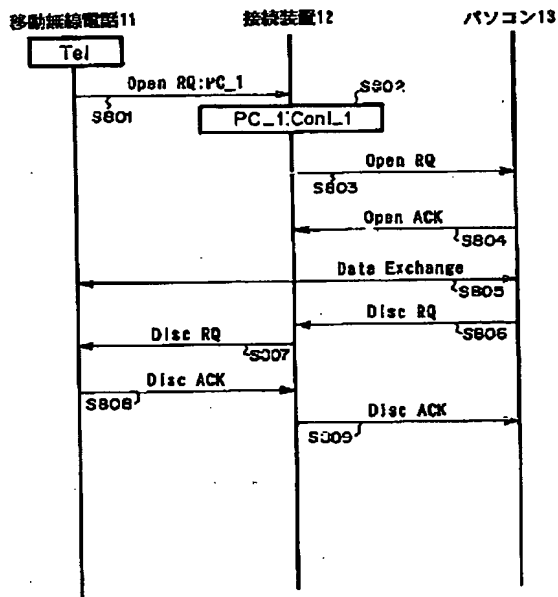 移動無線電話11 接続装置12 パソコン13
Tel
Open RQ:PC_1
S801
S802
PC_1:Conf_1
Open RQ
S803
Open ACK
S804
Data Exchange
S805
Disc RQ
S806
Disc RQ
S807
Disc ACK
S808
Disc ACK
S809